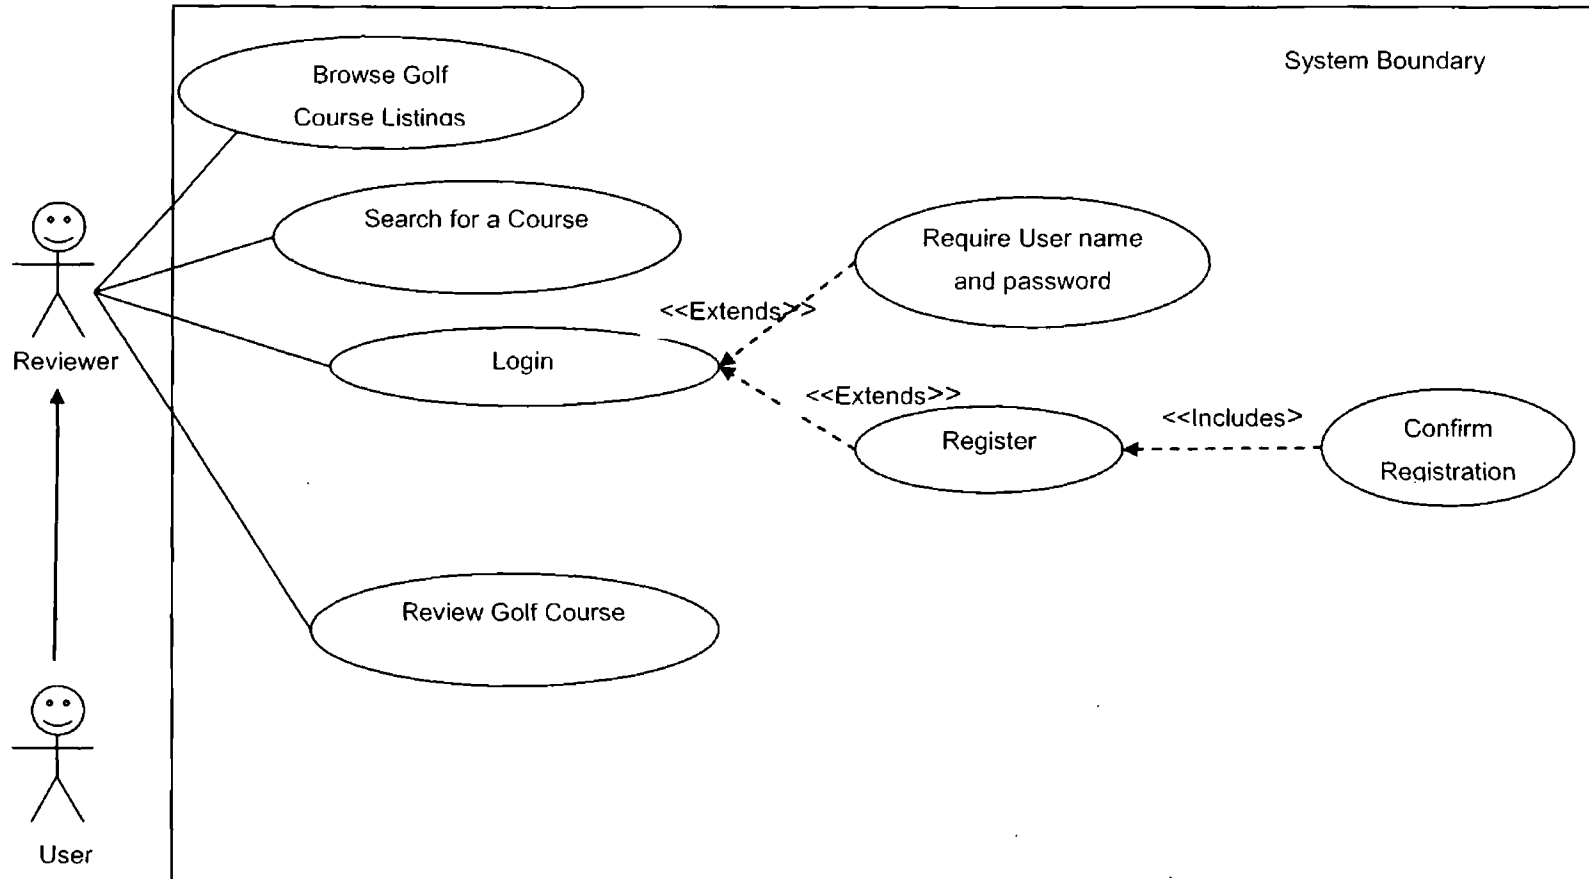 System Boundary
Browse Golf
Course Listings
Search for a Course
Require User name
and password
<<Extends>>
Reviewer
Login
<<Extends>>
<<Includes>
Register
Confirm
Registration
Review Golf Course
User